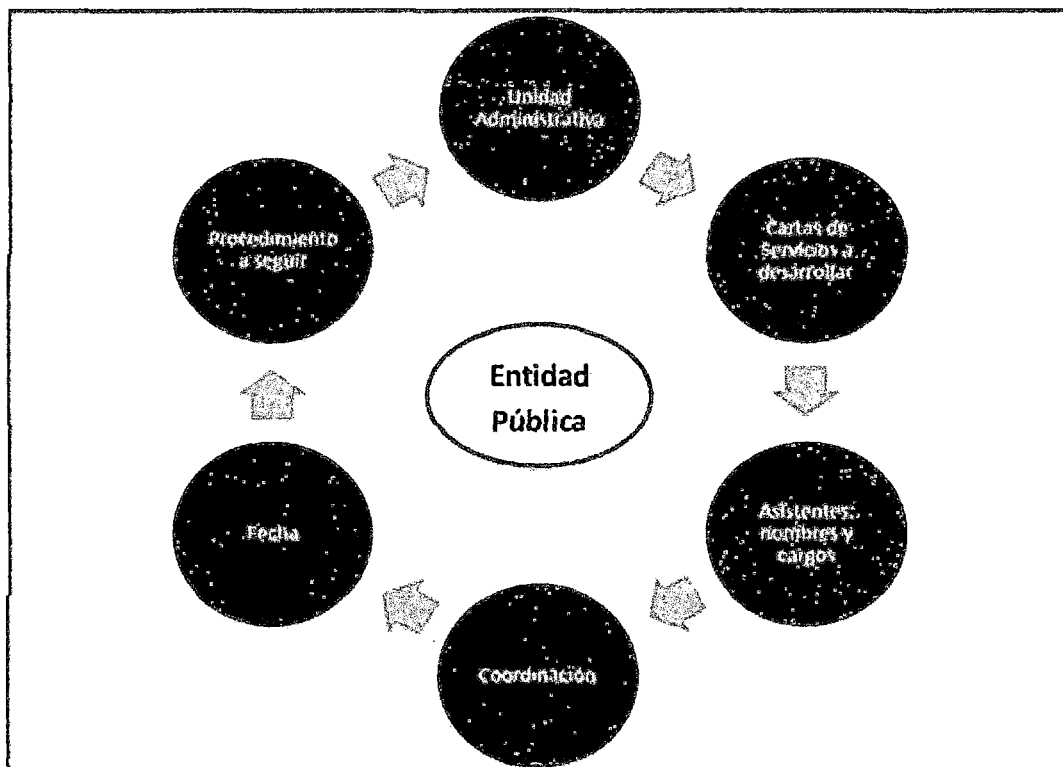 Unidad
Administrativa
Cartas de
Servicios a
desarrollar
Asistentes:
nombres y
cargos
Coordinación
Fecha
Procedimiento
a seguir
Entidad
Pública